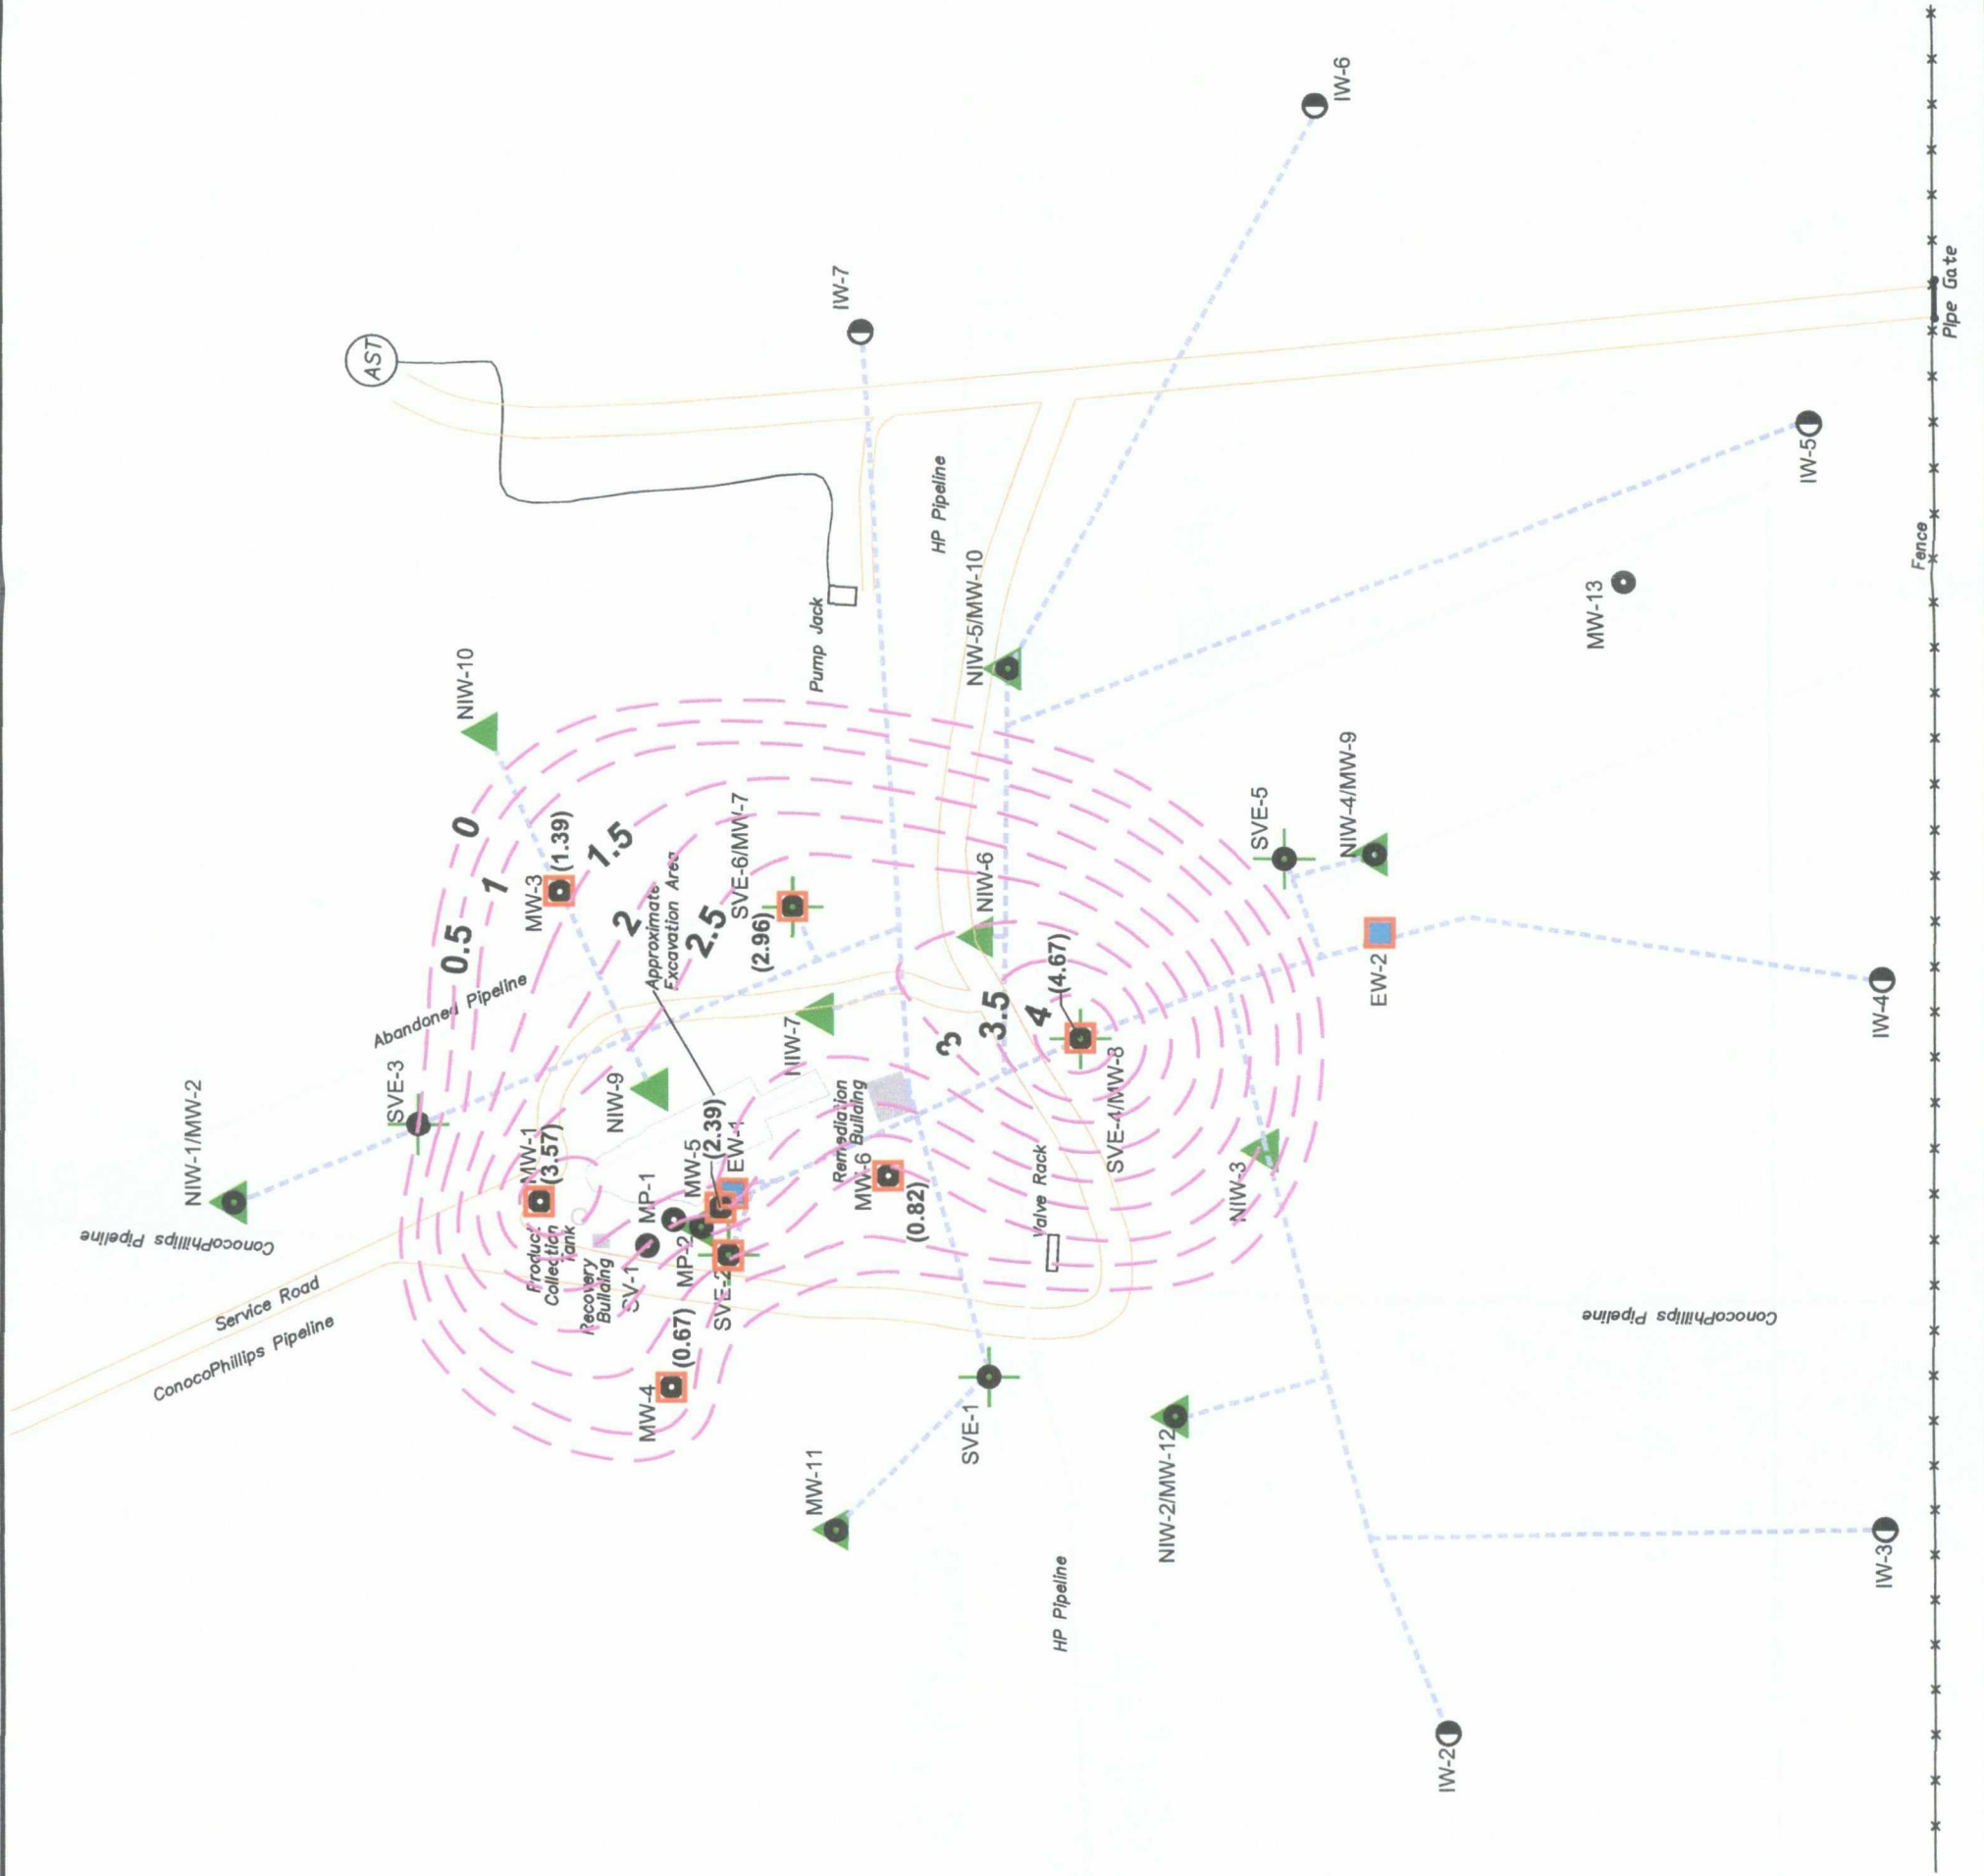 IW-6
IW-7
AST
Pipe Gate
HP Pipeline
IW-5
Fence
MW-13
NIW-5/MW-10
Pump Jack
NIW-10
NIW-4/MW-9
SVE-5
0
1
0.5
MW-3
(1.39)
1.5
2
2.5
Approximate
Excavation Area
SVE-6/MW-7
(2.96)
NIW-6
EW-2
IW-4
3
3.5
4
(4.67)
SVE-4/MW-8
Abandoned Pipeline
SVE-3
NIW-1/MW-2
NIW-9
NIW-7
MW-1
(3.57)
MP-1
MW-5
(2.39)
EW-1
Remediation
Building
MW-6
(0.82)
Valve Rack
NIW-3
ConocoPhillips Pipeline
Service Road
ConocoPhillips Pipeline
Product
Collection
Tank
Recovery
Building
SV-1
MP-2
SVE-2
MW-4
(0.67)
ConocoPhillips Pipeline
MW-11
SVE-1
NIW-2/MW-12
HP Pipeline
IW-3
IW-2